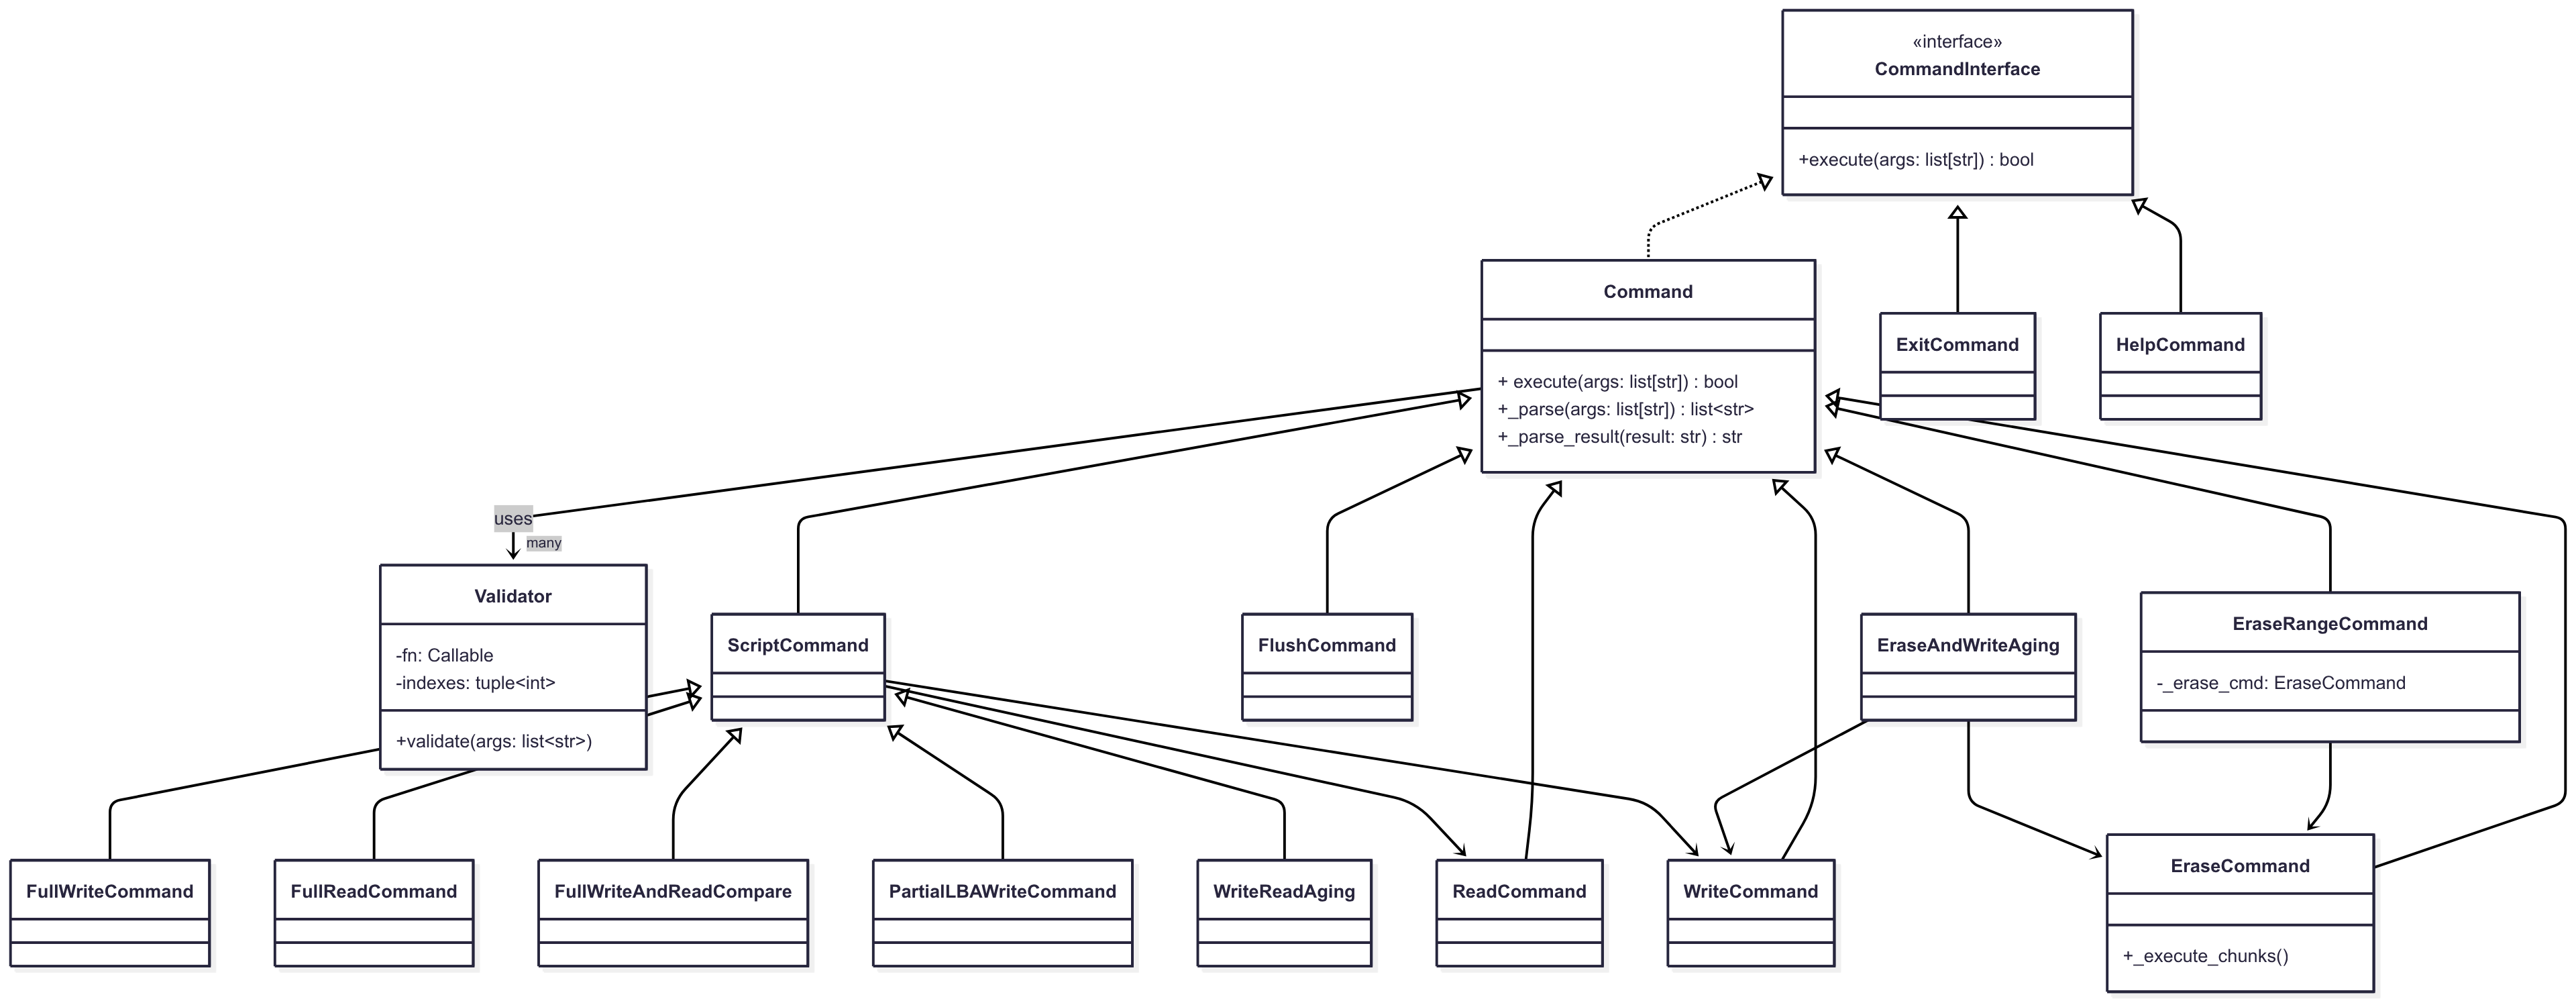 «interface»
CommandInterface
+execute(args: list[str]) : bool
Command
+ execute(args: list[str]) : bool
+_parse(args: list[str]) : list<str>
+_parse_result(result: str) : str
ExitCommand
HelpCommand
uses
many
Validator
-fn: Callable
-indexes: tuple<int>
+validate(args: list<str>)
ScriptCommand
FlushCommand
EraseAndWriteAging
EraseRangeCommand
-_erase_cmd: EraseCommand
FullWriteCommand
FullReadCommand
FullWriteAndReadCompare
PartialLBAWriteCommand
WriteReadAging
ReadCommand
WriteCommand
EraseCommand
+_execute_chunks()